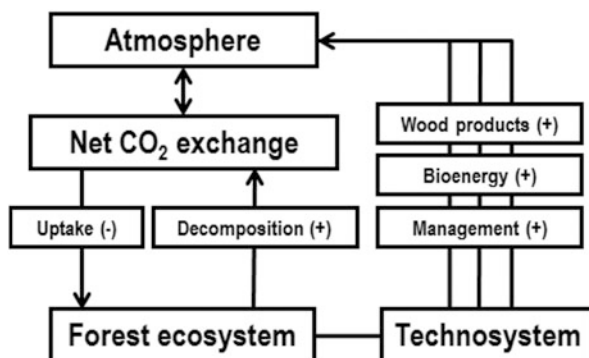 Atmosphere
Net CO₂ exchange
Wood products (+)
Bioenergy (+)
Uptake (-)
Decomposition (+)
Management (+)
Forest ecosystem
Technosystem